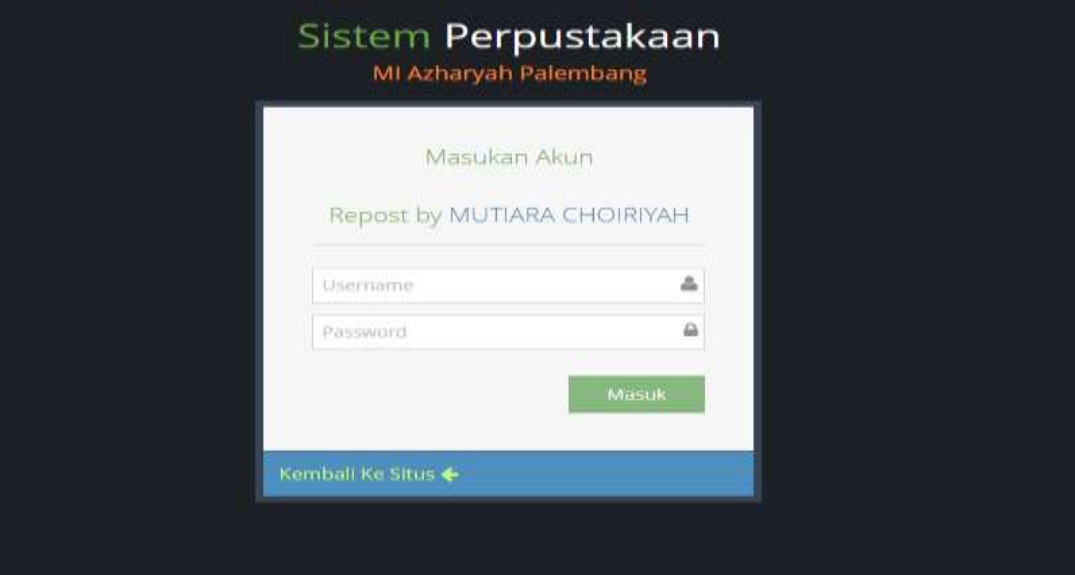 Sistem Perpustakaan
MI Azharyah Palembang
Masukan Akun
Repost by MUTIARA CHOIRIYAH
Username
Password
Masuk
Kembali Ke Situs